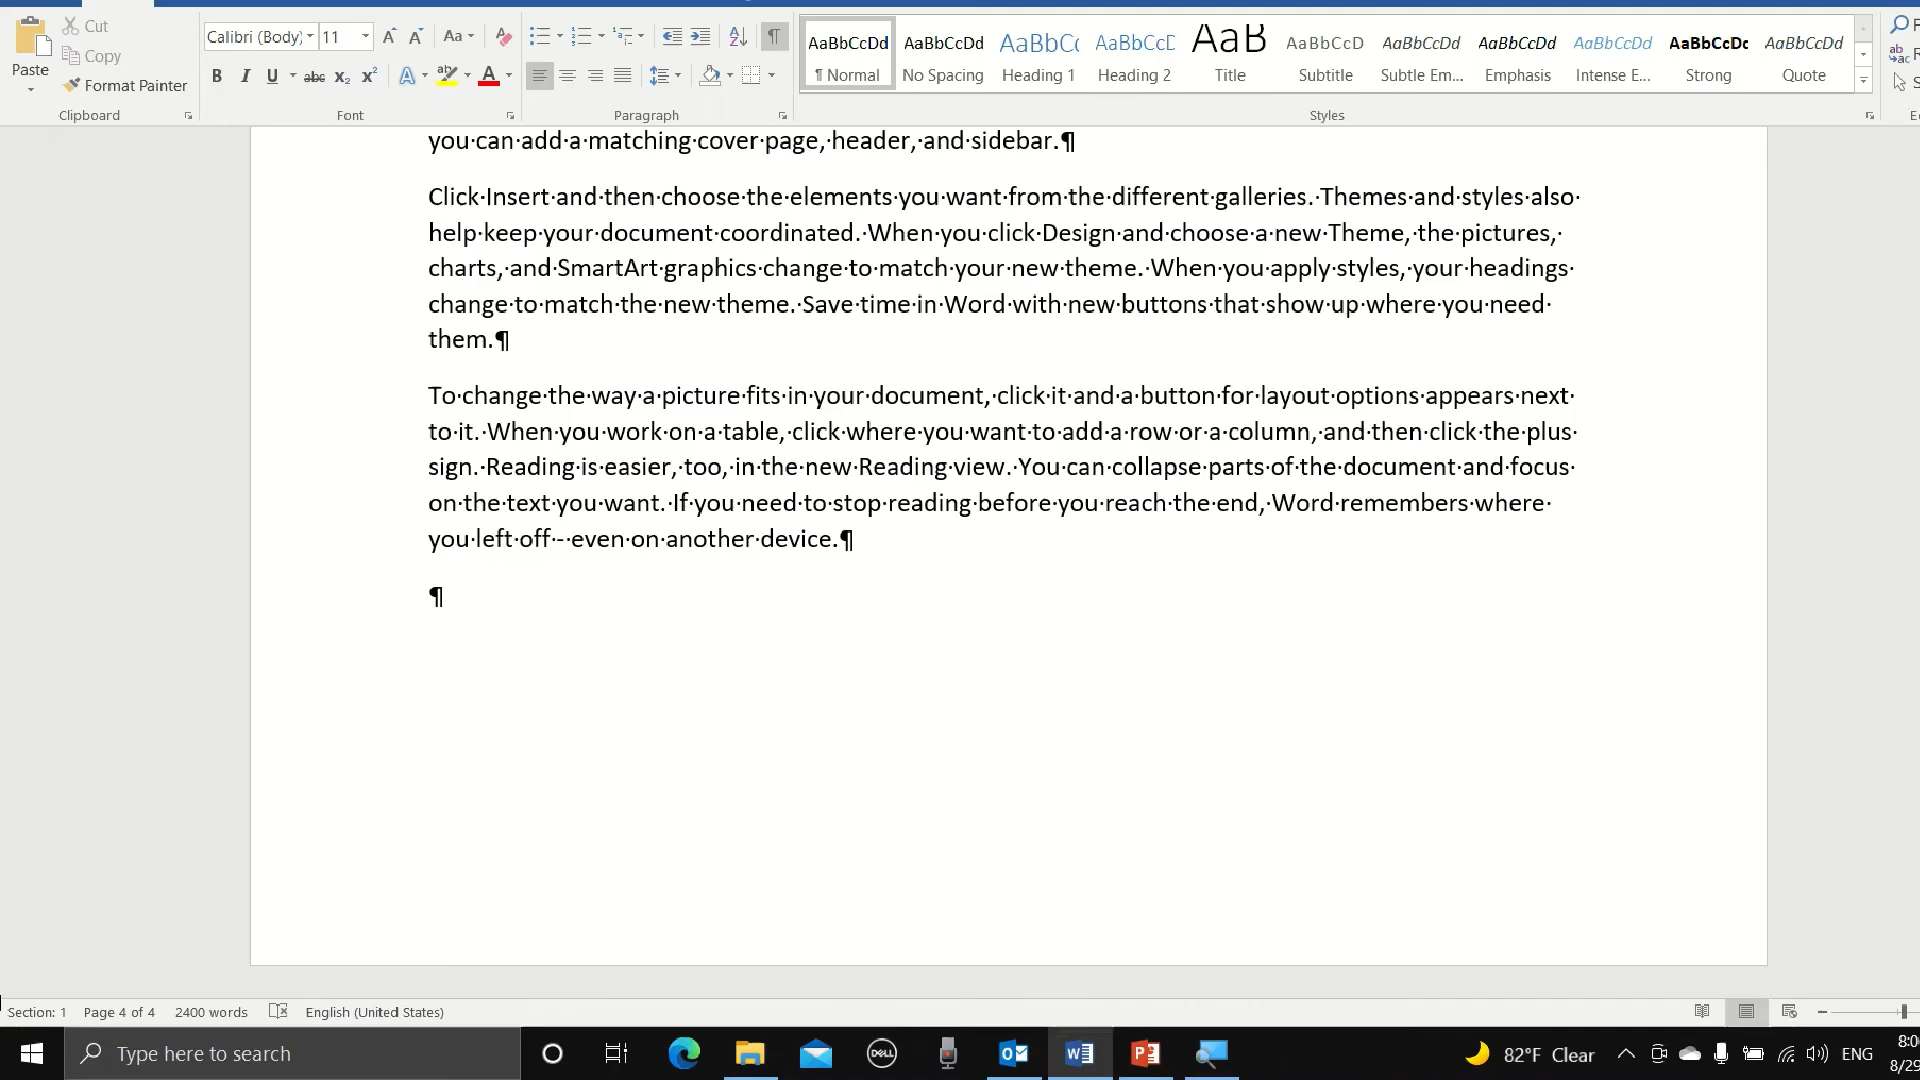 Cut
Copy
Format Painter
Paste
Clipboard
Calibri (Body) 11
Font
Paragraph
AaBbCcDd AaBbCcDd AaBbCc AaBbCcD AaB AaBbCcD AaBbCcDd AaBbCcDd AaBbCcDd AaBbCcDc AaBbCcDd
¶ Normal No Spacing Heading 1 Heading 2 Title Subtitle Subtle Em... Emphasis Intense E... Strong Quote
Styles
you·can·add·a·matching·cover·page,·header,·and·sidebar.¶
Click·Insert·and·then·choose·the·elements·you·want·from·the·different·galleries.·Themes·and·styles·also·
help·keep·your·document·coordinated.·When·you·click·Design·and·choose·a·new·Theme,·the·pictures,·
charts,·and·SmartArt·graphics·change·to·match·your·new·theme.·When·you·apply·styles,·your·headings·
change·to·match·the·new·theme.·Save·time·in·Word·with·new·buttons·that·show·up·where·you·need·
them.¶
To·change·the·way·a·picture·fits·in·your·document,·click·it·and·a·button·for·layout·options·appears·next·
to·it.·When·you·work·on·a·table,·click·where·you·want·to·add·a·row·or·a·column,·and·then·click·the·plus·
sign.·Reading·is·easier,·too,·in·the·new·Reading·view.·You·can·collapse·parts·of·the·document·and·focus·
on·the·text·you·want.·If·you·need·to·stop·reading·before·you·reach·the·end,·Word·remembers·where·
you·left·off·-·even·on·another·device.¶
¶
Section: 1 Page 4 of 4 2400 words English (United States)
Type here to search
DELL
82°F Clear
ENG
8:0
8/29